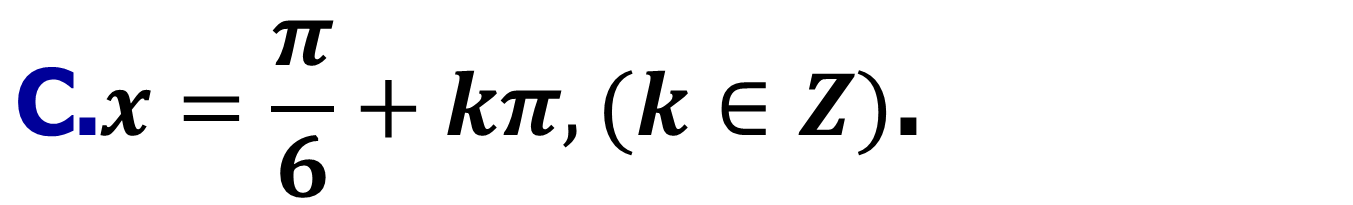 C.x = π/6 + kπ, (k ∈ Z).